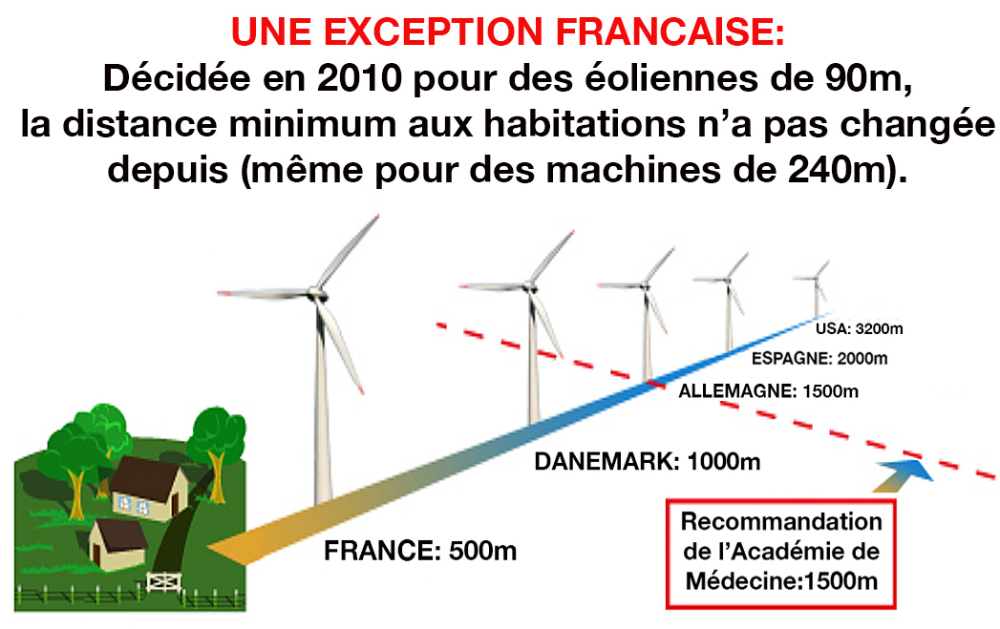 UNE EXCEPTION FRANCAISE:
Décidée en 2010 pour des éoliennes de 90m,
la distance minimum aux habitations n'a pas changée
depuis (même pour des machines de 240m).
USA: 3200m
ESPAGNE: 2000m
ALLEMAGNE: 1500m
DANEMARK: 1000m
FRANCE: 500m
Recommandation
de l'Académie de
Médecine:1500m